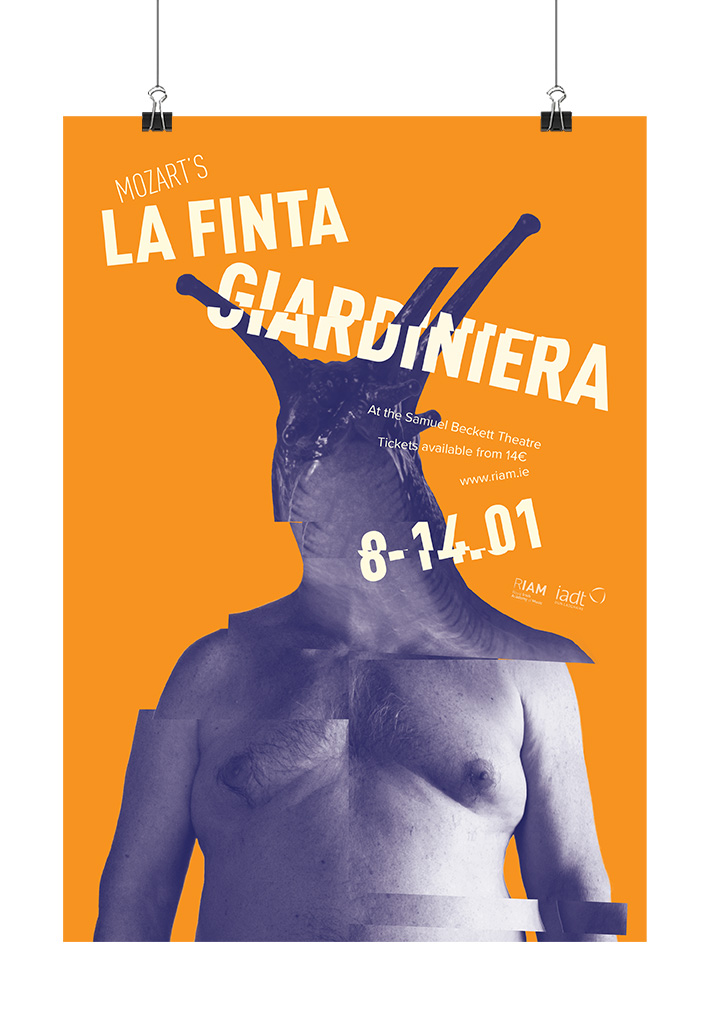 MOZART'S
LA FINTA
GIARDINIERA
At the Samuel Beckett Theatre
Tickets available from 14€
www.riam.ie
8-14.01
RIAM
iadt